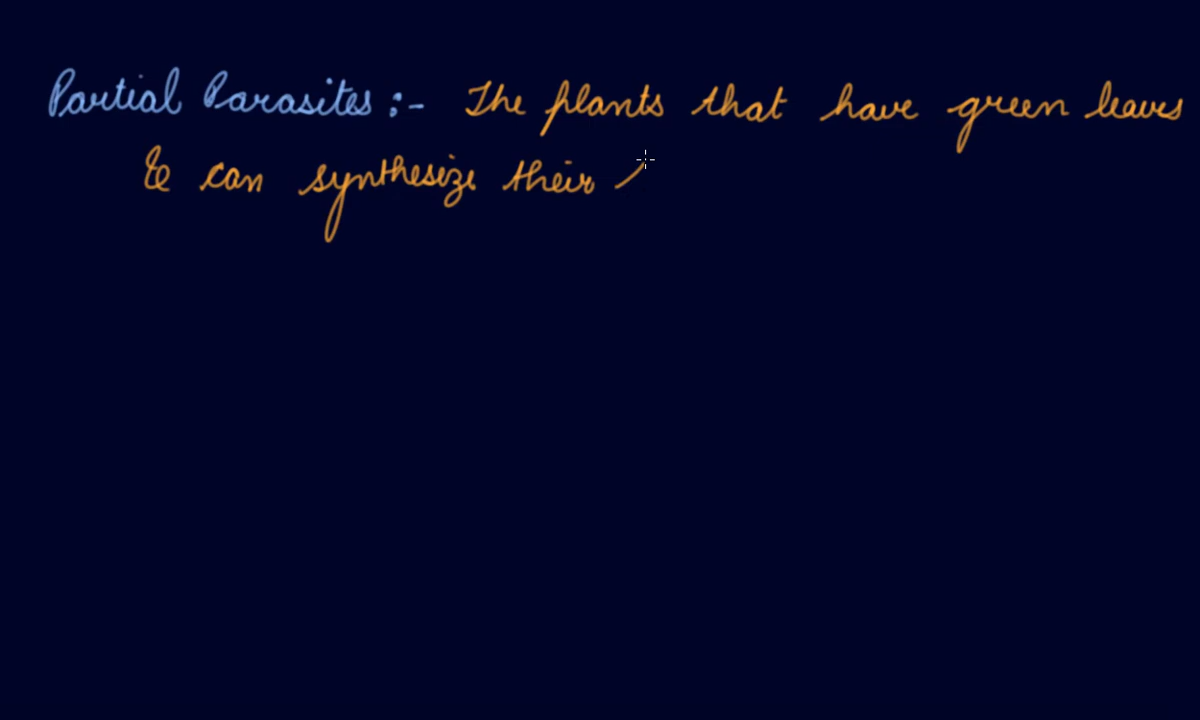 Partial Parasites :- The plants that have green leaves
& can synthesize their